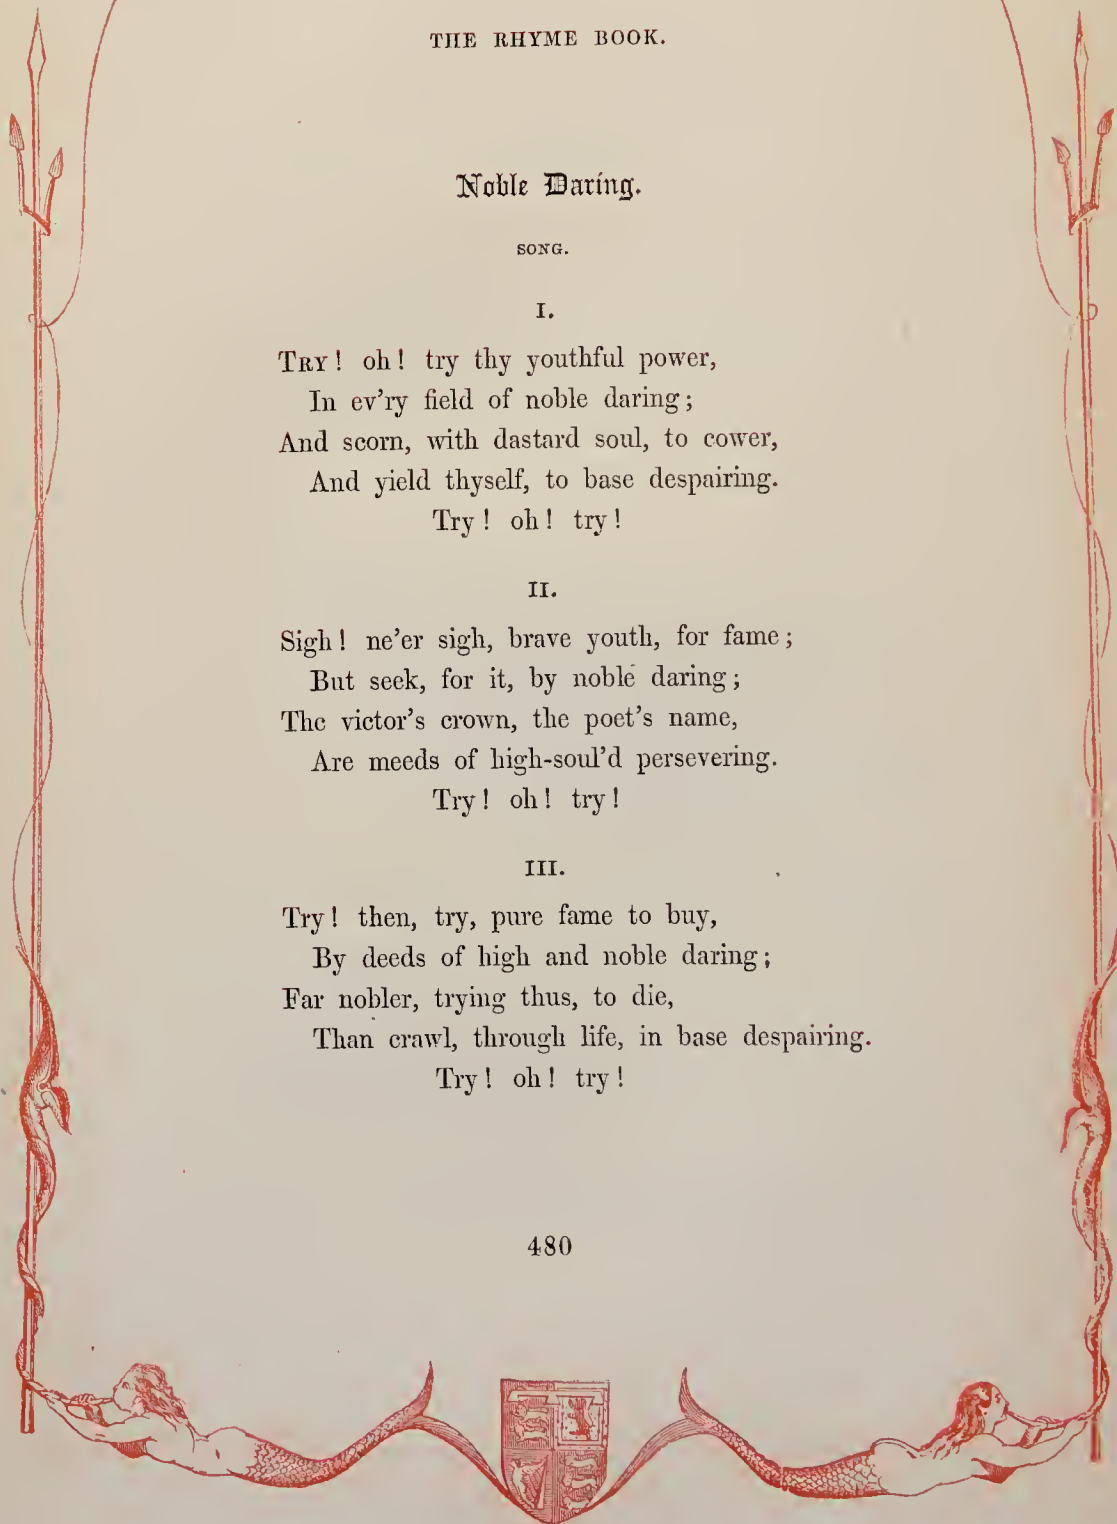 THE RHYME BOOK.
Noble Daring.
SONG.
I.
TRY! oh! try thy youthful power,
In ev'ry field of noble daring;
And scorn, with dastard soul, to cower,
And yield thyself, to base despairing.
Try! oh! try!
II.
Sigh! ne'er sigh, brave youth, for fame;
But seek, for it, by noble daring;
The victor's crown, the poet's name,
Are meeds of high-soul'd persevering.
Try! oh! try!
III.
Try! then, try, pure fame to buy,
By deeds of high and noble daring;
Far nobler, trying thus, to die,
Than crawl, through life, in base despairing.
Try! oh! try!
480